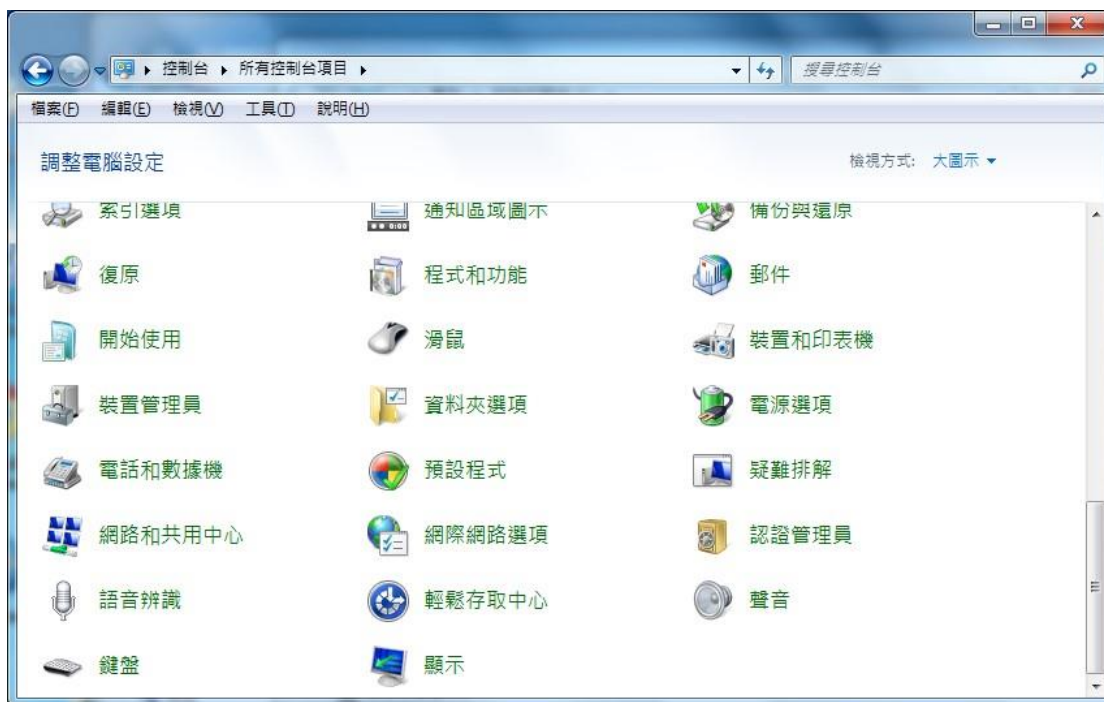 控制台 ▸ 所有控制台項目 ▸
搜尋控制台
檔案(F) 編輯(E) 檢視(V) 工具(T) 說明(H)
調整電腦設定
檢視方式: 大圖示
索引選項 通知區域圖示 備份與還原
復原 程式和功能 郵件
開始使用 滑鼠 裝置和印表機
裝置管理員 資料夾選項 電源選項
電話和數據機 預設程式 疑難排解
網路和共用中心 網際網路選項 認證管理員
語音辨識 輕鬆存取中心 聲音
鍵盤 顯示